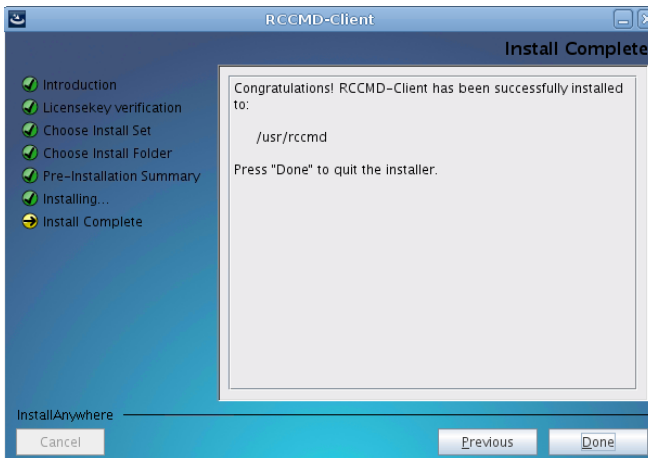 RCCMD-Client
Install Complete
Introduction
Licensekey verification
Choose Install Set
Choose Install Folder
Pre-Installation Summary
Installing...
Install Complete
Congratulations! RCCMD-Client has been successfully installed
to:
/usr/rccmd
Press "Done" to quit the installer.
InstallAnywhere
Cancel
Previous
Done